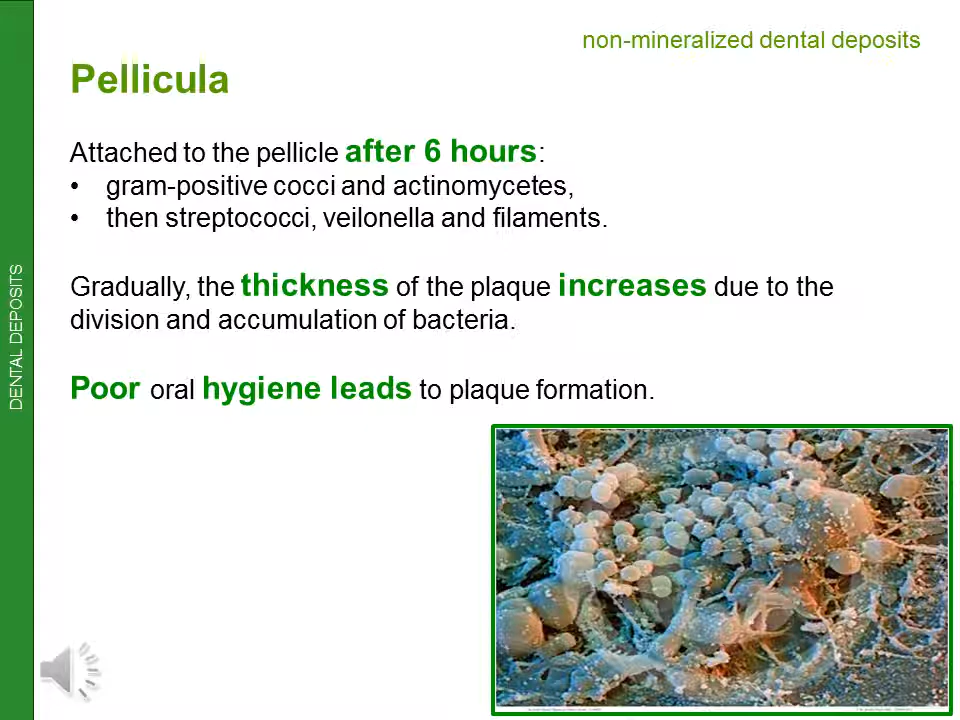 non-mineralized dental deposits
Pellicula
Attached to the pellicle after 6 hours:
• gram-positive cocci and actinomycetes,
• then streptococci, veilonella and filaments.
Gradually, the thickness of the plaque increases due to the
division and accumulation of bacteria.
Poor oral hygiene leads to plaque formation.
DENTAL DEPOSITS